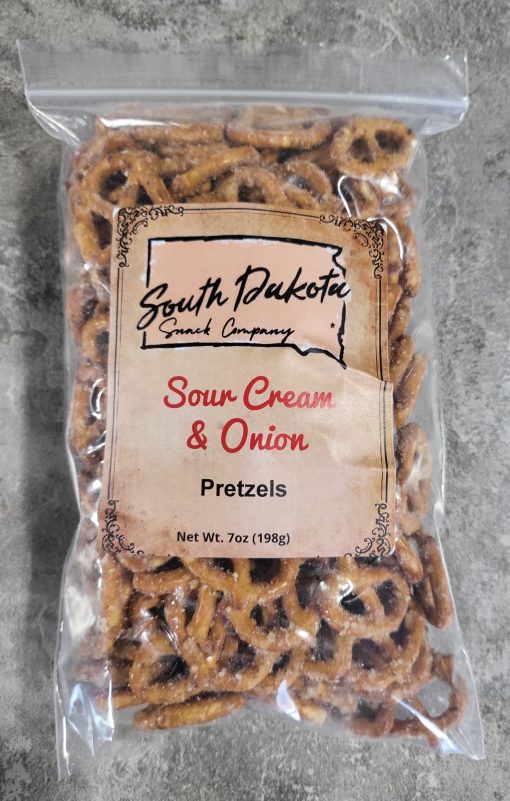 South Dakota
Snack Company
Sour Cream
& Onion
Pretzels
Net Wt. 7oz (198g)